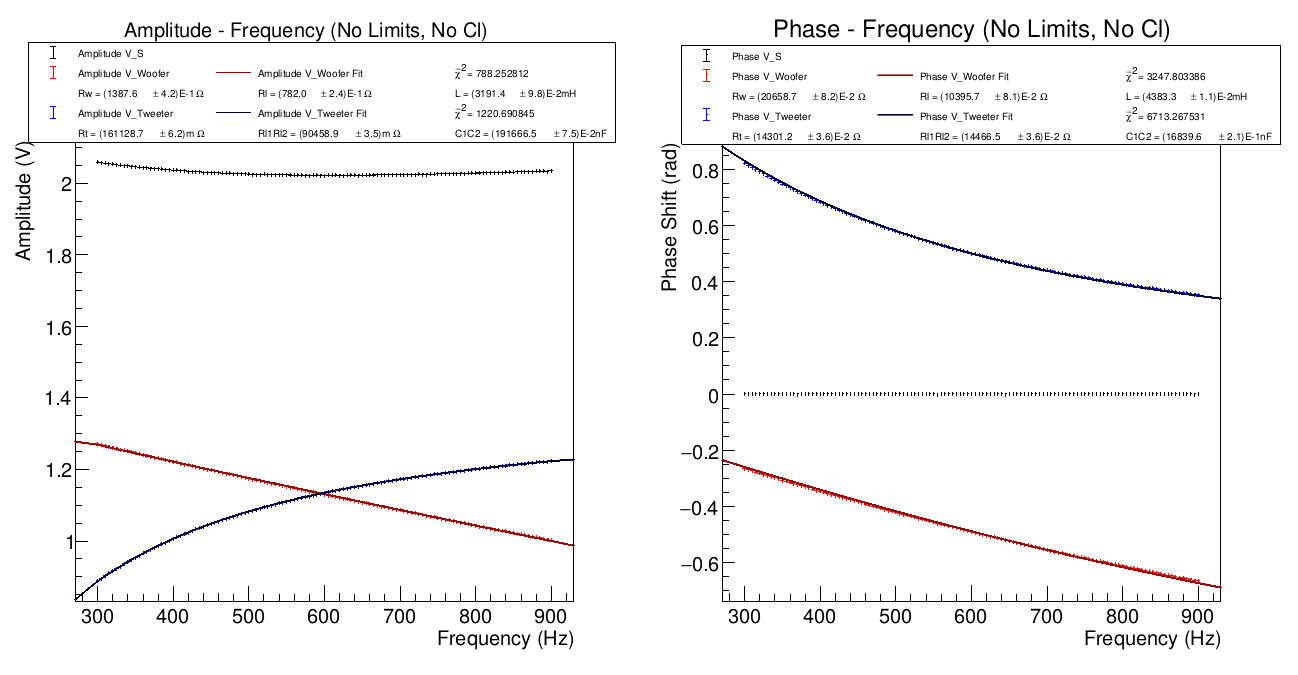 Amplitude - Frequency (No Limits, No Cl)
Amplitude V_S
Amplitude V_Woofer Amplitude V_Woofer Fit χ̄²= 788.252812
Rw = (1387.6 ± 4.2)E-1 Ω Rl = (782.0 ± 2.4)E-1 Ω L = (3191.4 ± 9.8)E-2mH
Amplitude V_Tweeter Amplitude V_Tweeter Fit χ̄²= 1220.690845
Rt = (161128.7 ± 6.2)m Ω Rl1Rl2 = (90458.9 ± 3.5)m Ω C1C2 = (191666.5 ± 7.5)E-2nF
Amplitude (V)
2
1.8
1.6
1.4
1.2
1
300 400 500 600 700 800 900
Frequency (Hz)
Phase - Frequency (No Limits, No Cl)
Phase V_S
Phase V_Woofer Phase V_Woofer Fit χ̄²= 3247.803386
Rw = (20658.7 ± 8.2)E-2 Ω Rl = (10395.7 ± 8.1)E-2 Ω L = (4383.3 ± 1.1)E-2mH
Phase V_Tweeter Phase V_Tweeter Fit χ̄²= 6713.267531
Rt = (14301.2 ± 3.6)E-2 Ω Rl1Rl2 = (14466.5 ± 3.6)E-2 Ω C1C2 = (16839.6 ± 2.1)E-1nF
Phase Shift (rad)
0.8
0.6
0.4
0.2
0
−0.2
−0.4
−0.6
300 400 500 600 700 800 900
Frequency (Hz)